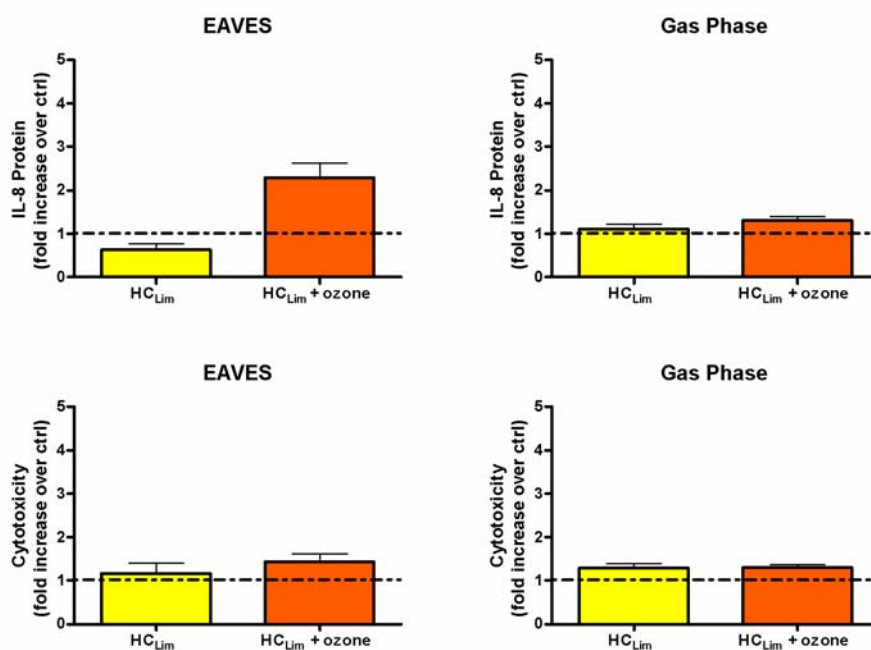 EAVES
IL-8 Protein
(fold increase over ctrl)
5
4
3
2
1
0
HCLim
HCLim + ozone
Gas Phase
IL-8 Protein
(fold increase over ctrl)
5
4
3
2
1
0
HCLim
HCLim + ozone
EAVES
Cytotoxicity
(fold increase over ctrl)
5
4
3
2
1
0
HCLim
HCLim + ozone
Gas Phase
Cytotoxicity
(fold increase over ctrl)
5
4
3
2
1
0
HCLim
HCLim + ozone